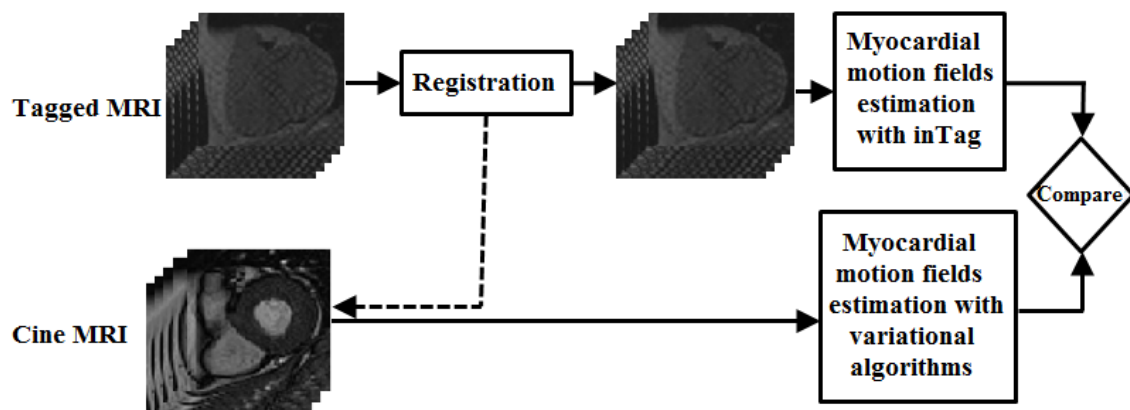 Tagged MRI
Registration
Myocardial
motion fields
estimation
with inTag
Compare
Cine MRI
Myocardial
motion fields
estimation with
variational
algorithms